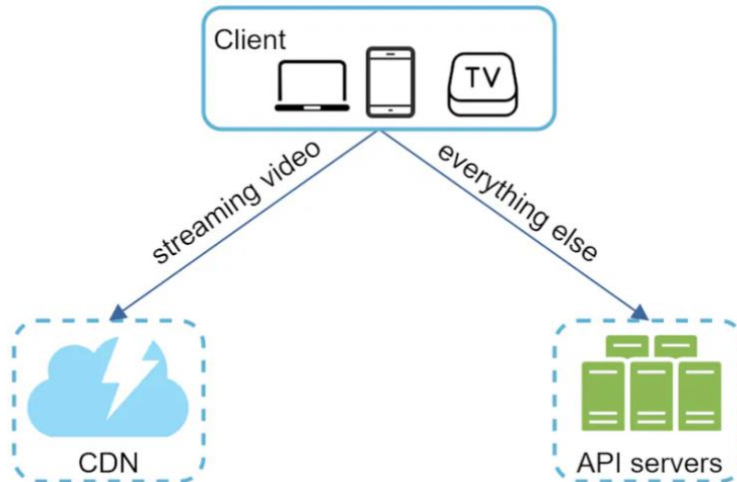 Client
TV
streaming video
everything else
CDN
API servers